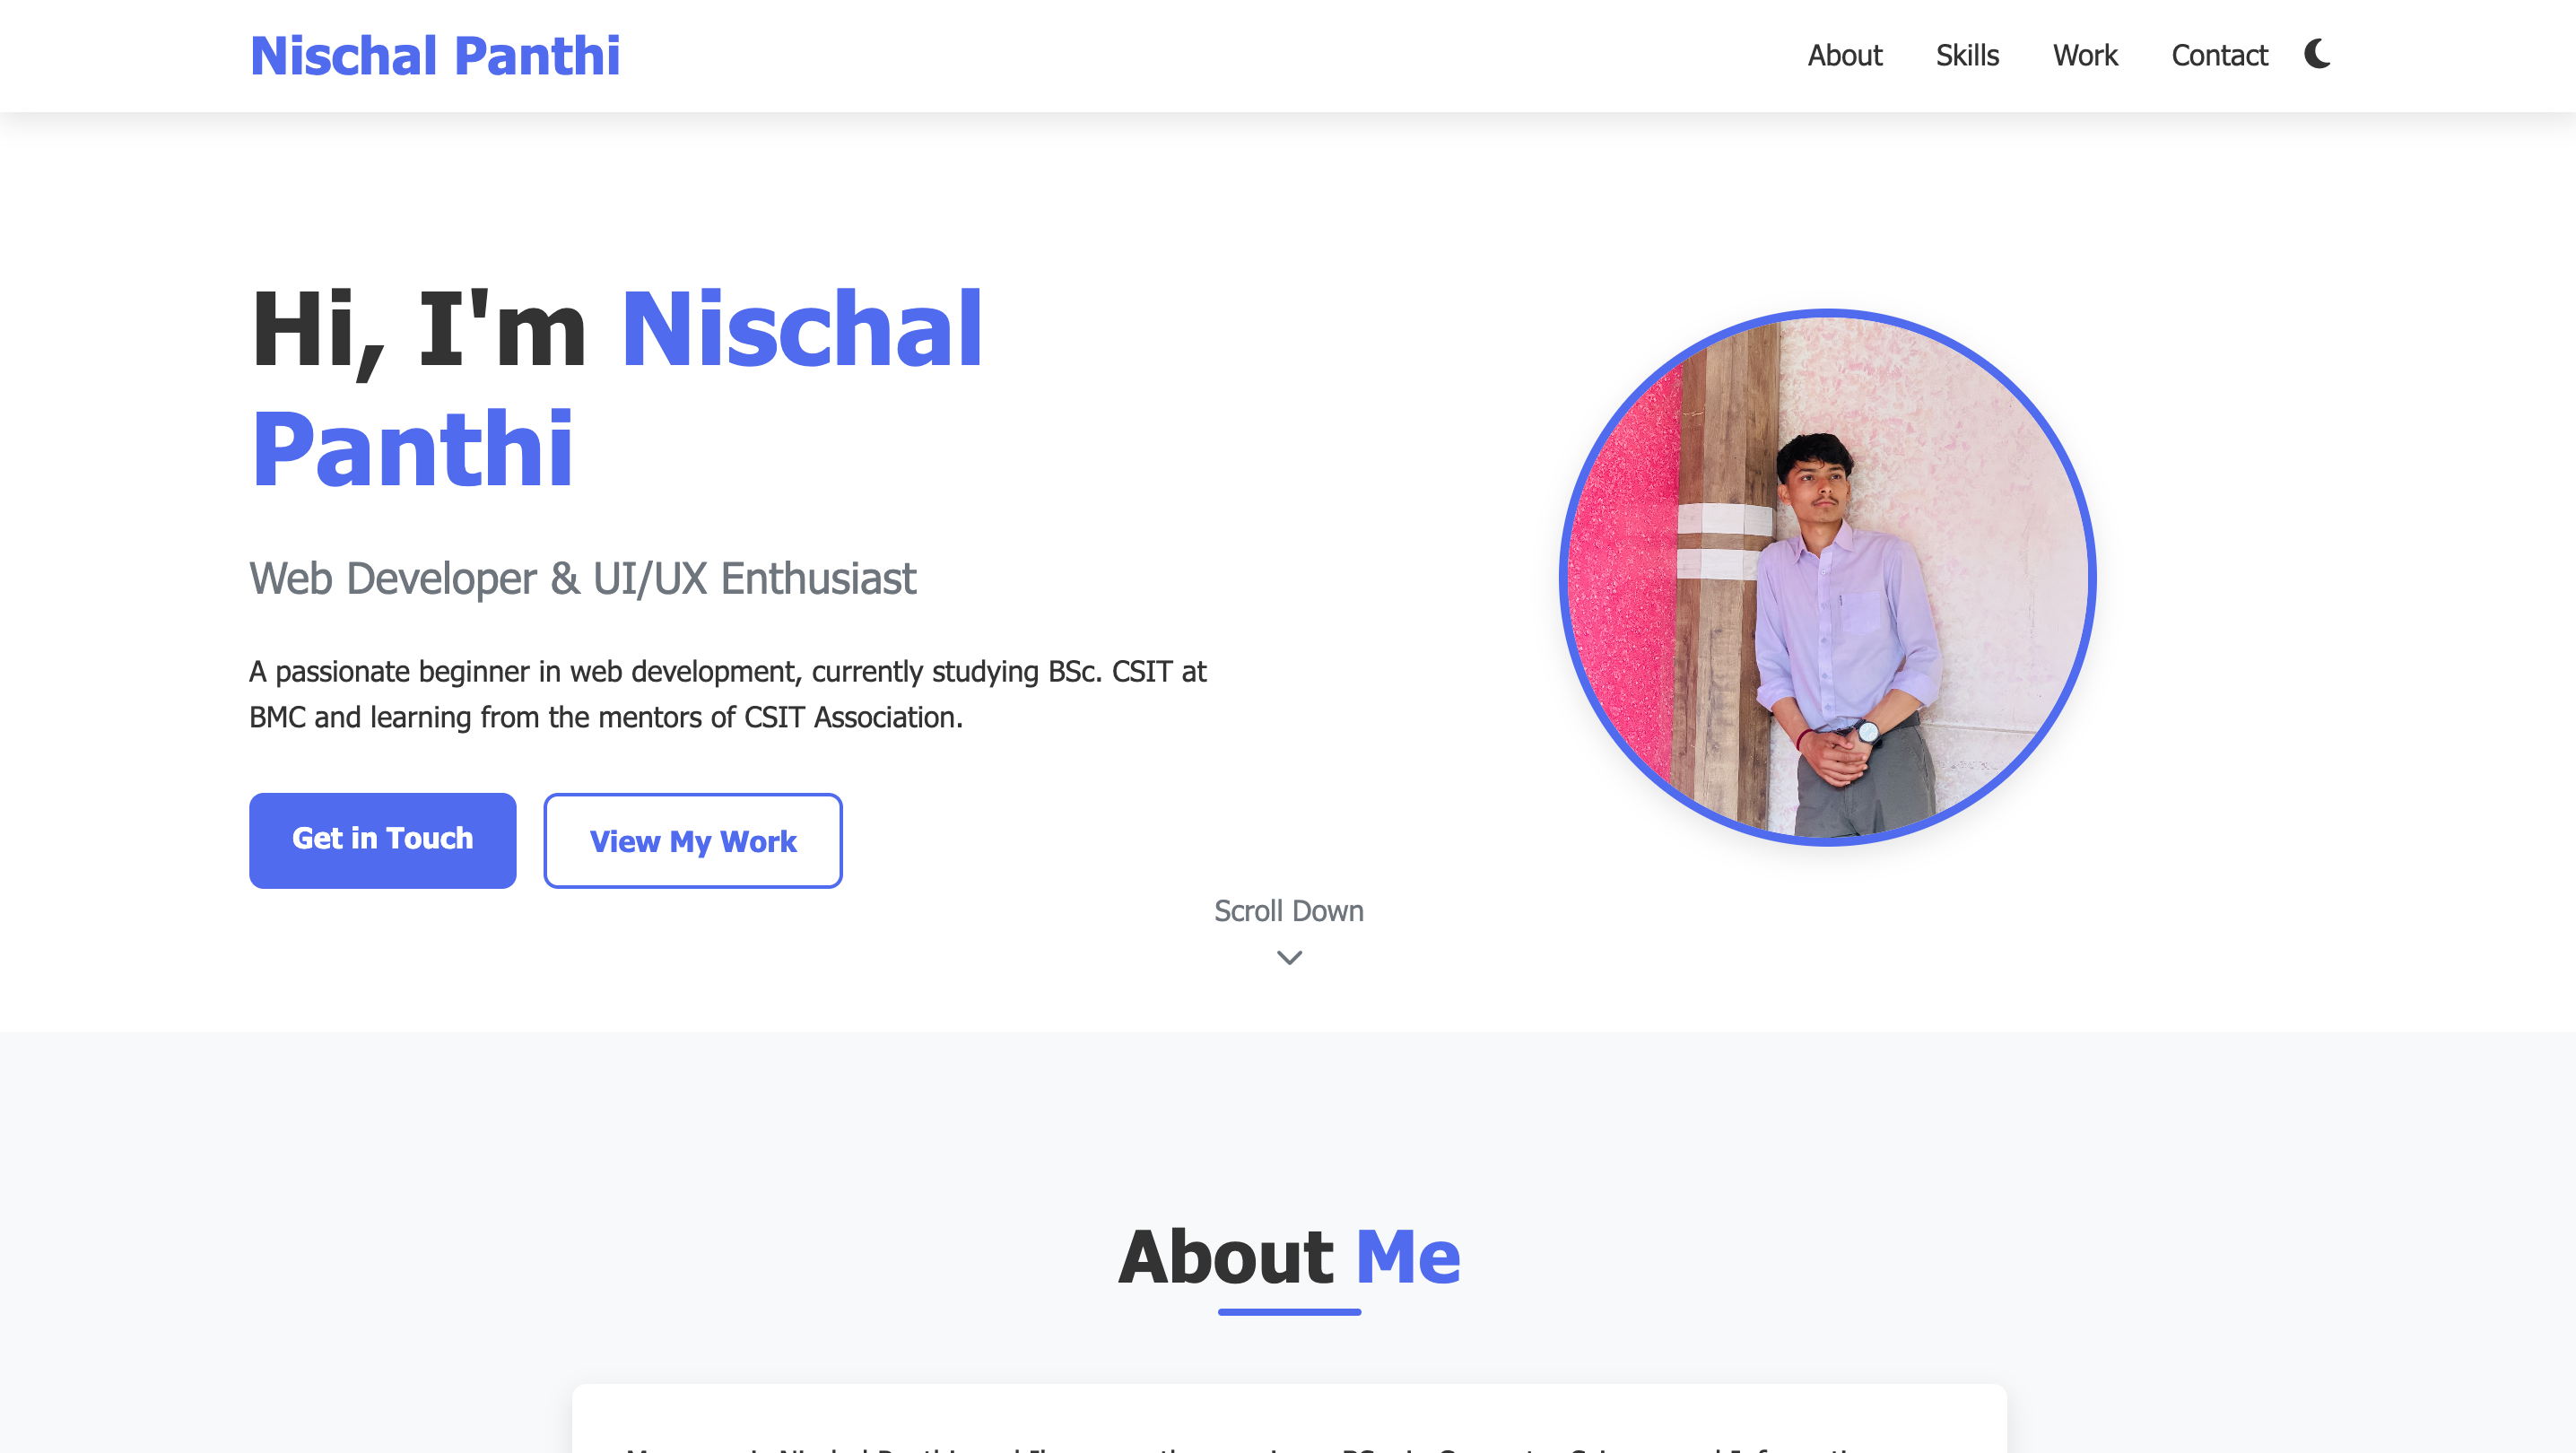 Nischal Panthi
About Skills Work Contact
Hi, I'm Nischal
Panthi
Web Developer & UI/UX Enthusiast
A passionate beginner in web development, currently studying BSc. CSIT at
BMC and learning from the mentors of CSIT Association.
Get in Touch View My Work
Scroll Down
About Me